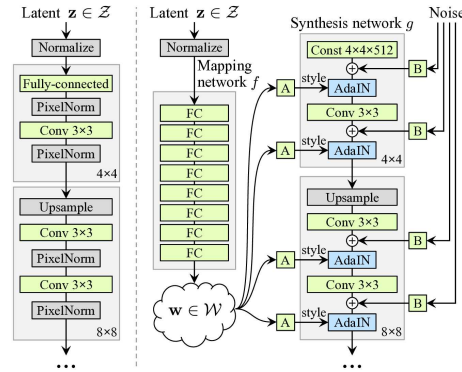 Latent z ∈ Z
Normalize
Fully-connected
PixelNorm
Conv 3×3
PixelNorm
4×4
Upsample
Conv 3×3
PixelNorm
Conv 3×3
PixelNorm
8×8
...
Latent z ∈ Z
Normalize
Mapping
network f
FC
FC
FC
FC
FC
FC
FC
FC
w ∈ W
Synthesis network g
Noise
Const 4×4×512
B
A
style
AdaIN
Conv 3×3
B
A
style
AdaIN
4×4
Upsample
Conv 3×3
B
A
style
AdaIN
Conv 3×3
B
A
style
AdaIN
8×8
...